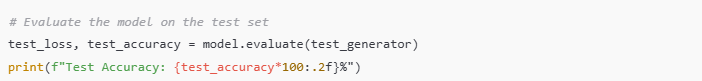 # Evaluate the model on the test set
test_loss, test_accuracy = model.evaluate(test_generator)
print(f"Test Accuracy: {test_accuracy*100:.2f}%")